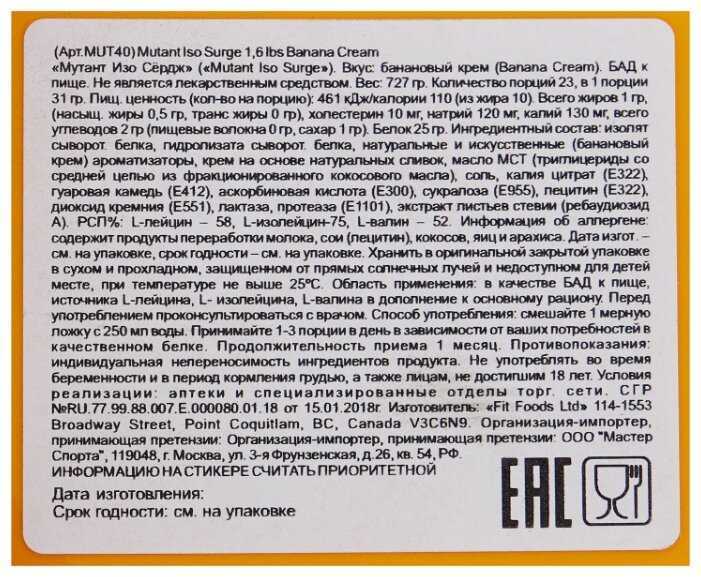 (Арт.MUT40) Mutant Iso Surge 1,6 lbs Banana Cream
«Мутант Изо Сёрдж» («Mutant Iso Surge»). Вкус: банановый крем (Banana Cream). БАД к
пище. Не является лекарственным средством. Вес: 727 гр. Количество порций 23, в 1 порции
31 гр. Пищ. ценность (кол-во на порцию): 461 кДж/калории 110 (из жира 10). Всего жиров 1 гр,
(насыщ. жиры 0,5 гр, транс жиры 0 гр), холестерин 10 мг, натрий 120 мг, калий 130 мг, всего
углеводов 2 гр (пищевые волокна 0 гр, сахар 1 гр). Белок 25 гр. Ингредиентный состав: изолят
сыворот. белка, гидролизата сыворот. белка, натуральные и искусственные (банановый
крем) ароматизаторы, крем на основе натуральных сливок, масло МСТ (триглицериды со
средней цепью из фракционированного кокосового масла), соль, калия цитрат (Е322),
гуаровая камедь (Е412), аскорбиновая кислота (Е300), сукралоза (Е955), лецитин (Е322),
диоксид кремния (Е551), лактаза, протеаза (Е1101), экстракт листьев стевии (ребаудиозид
А). РСП%: L-лейцин – 58, L-изолейцин-75, L-валин – 52. Информация об аллергене:
содержит продукты переработки молока, сои (лецитин), кокосов, яиц и арахиса. Дата изгот. –
см. на упаковке, срок годности – см. на упаковке. Хранить в оригинальной закрытой упаковке
в сухом и прохладном, защищенном от прямых солнечных лучей и недоступном для детей
месте, при температуре не выше 25ºС. Область применения: в качестве БАД к пище,
источника L-лейцина, L- изолейцина, L-валина в дополнение к основному рациону. Перед
употреблением проконсультироваться с врачом. Способ употребления: смешайте 1 мерную
ложку с 250 мл воды. Принимайте 1-3 порции в день в зависимости от ваших потребностей в
качественном белке. Продолжительность приема 1 месяц. Противопоказания:
индивидуальная непереносимость ингредиентов продукта. Не употреблять во время
беременности и в период кормления грудью, а также лицам, не достигшим 18 лет. Условия
реализации: аптеки и специализированные отделы торг. сети. СГР
№RU.77.99.88.007.Е.000080.01.18 от 15.01.2018г. Изготовитель: «Fit Foods Ltd» 114-1553
Broadway Street, Point Coquitlam, BC, Canada V3C6N9. Организация-импортер,
принимающая претензии: Организация-импортер, принимающая претензии: ООО "Мастер
Спорта", 119048, г. Москва, ул. 3-я Фрунзенская, д.26, кв. 54, РФ.
ИНФОРМАЦИЮ НА СТИКЕРЕ СЧИТАТЬ ПРИОРИТЕТНОЙ
Дата изготовления:
Срок годности: см. на упаковке
EAC